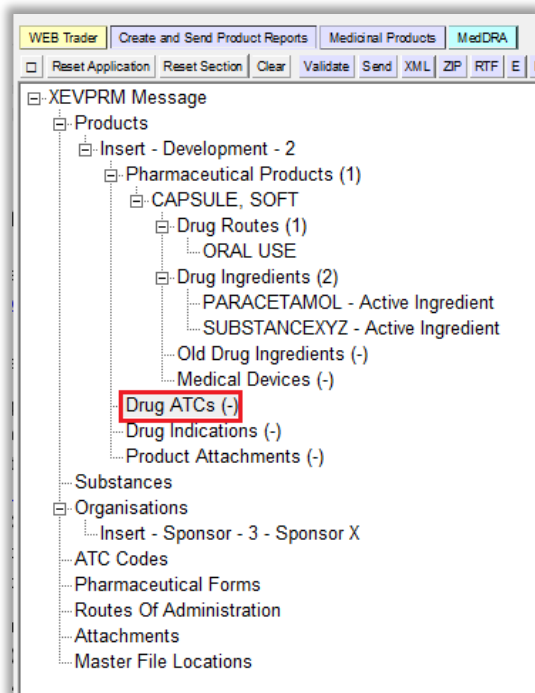 WEB Trader Create and Send Product Reports Medicinal Products MedDRA
Reset Application Reset Section Clear Validate Send XML ZIP RTF E
XEVPRM Message
Products
Insert - Development - 2
Pharmaceutical Products (1)
CAPSULE, SOFT
Drug Routes (1)
ORAL USE
Drug Ingredients (2)
PARACETAMOL - Active Ingredient
SUBSTANCEXYZ - Active Ingredient
Old Drug Ingredients (-)
Medical Devices (-)
Drug ATCs (-)
Drug Indications (-)
Product Attachments (-)
Substances
Organisations
Insert - Sponsor - 3 - Sponsor X
ATC Codes
Pharmaceutical Forms
Routes Of Administration
Attachments
Master File Locations